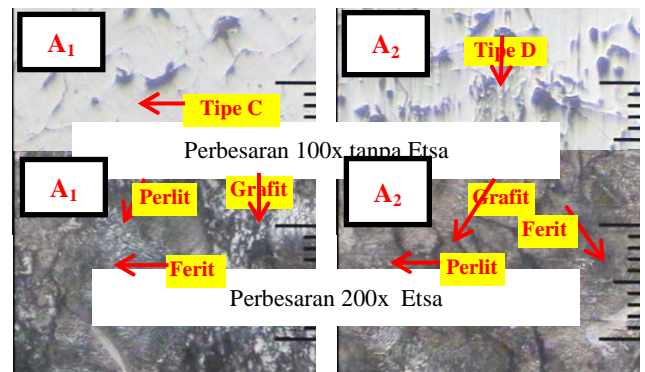 A1
A2
Tipe D
Tipe C
Perbesaran 100x tanpa Etsa
A1
Perlit
Grafit
A2
Grafit
Ferit
Ferit
Perlit
Perbesaran 200x Etsa